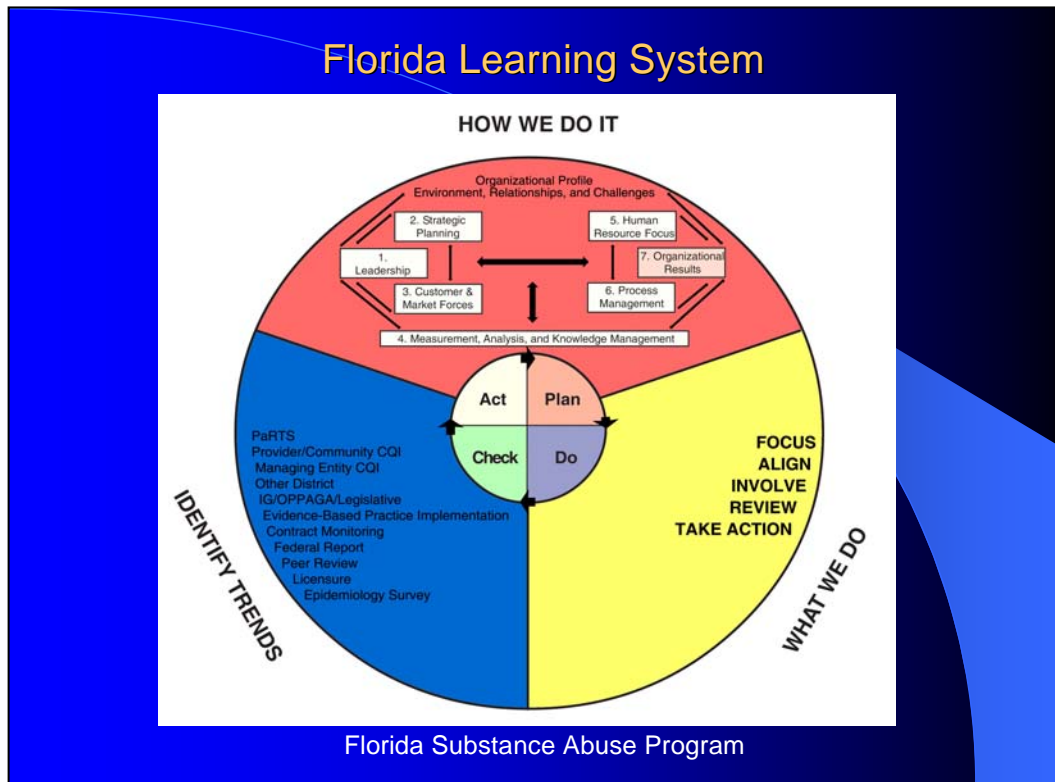 Florida Learning System
HOW WE DO IT
Organizational Profile
Environment, Relationships, and Challenges
2. Strategic
Planning
5. Human
Resource Focus
1.
Leadership
7. Organizational
Results
3. Customer &
Market Forces
6. Process
Management
4. Measurement, Analysis, and Knowledge Management
Act
Plan
Check
Do
PaRTS
Provider/Community CQI
Managing Entity CQI
Other District
IG/OPPAGA/Legislative
Evidence-Based Practice Implementation
Contract Monitoring
Federal Report
Peer Review
Licensure
Epidemiology Survey
IDENTIFY TRENDS
FOCUS
ALIGN
INVOLVE
REVIEW
TAKE ACTION
WHAT WE DO
Florida Substance Abuse Program